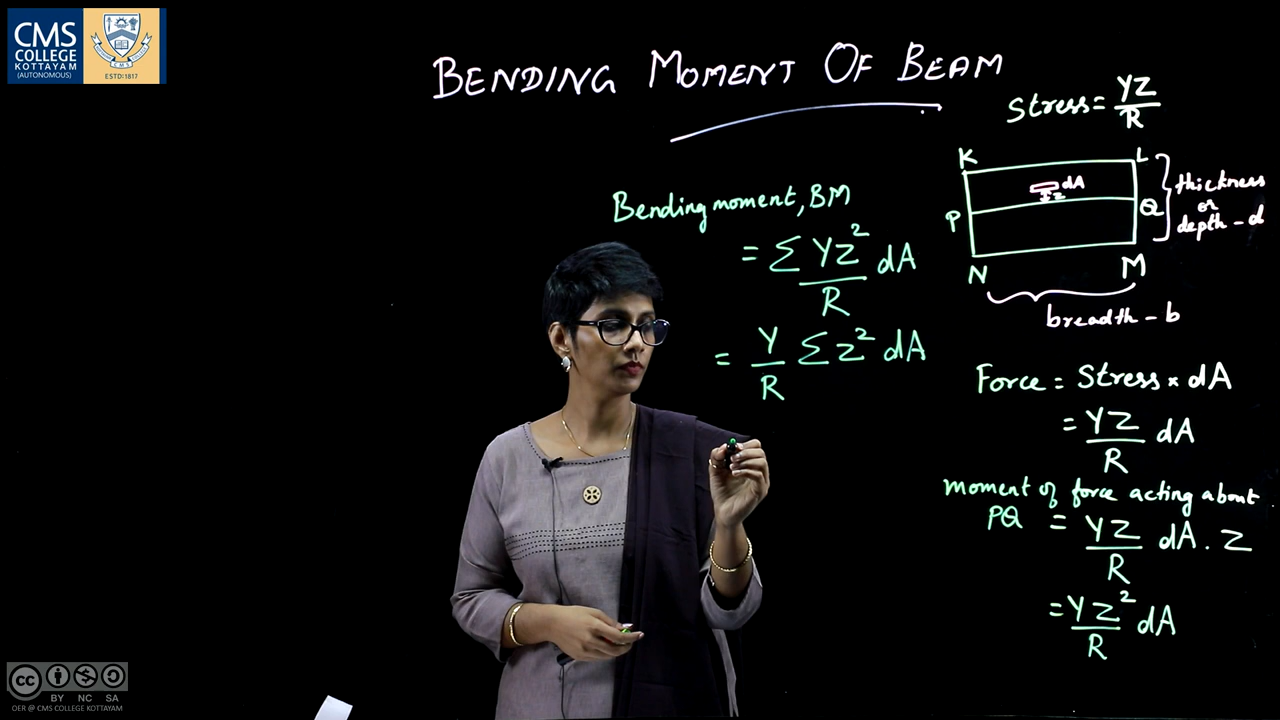 CMS
COLLEGE
KOTTAYAM
(AUTONOMOUS)
ESTD:1817
BENDING MOMENT OF BEAM
Stress = YZ/R
K L
dA
z
P Q
N M
thickness
or
depth - d
breadth - b
Bending moment, BM
= Σ YZ²/R dA
= Y/R Σ Z² dA
Force = Stress × dA
= YZ/R dA
moment of force acting about
PQ = YZ/R dA . Z
= YZ²/R dA
CC
BY NC SA
OER @ CMS COLLEGE KOTTAYAM